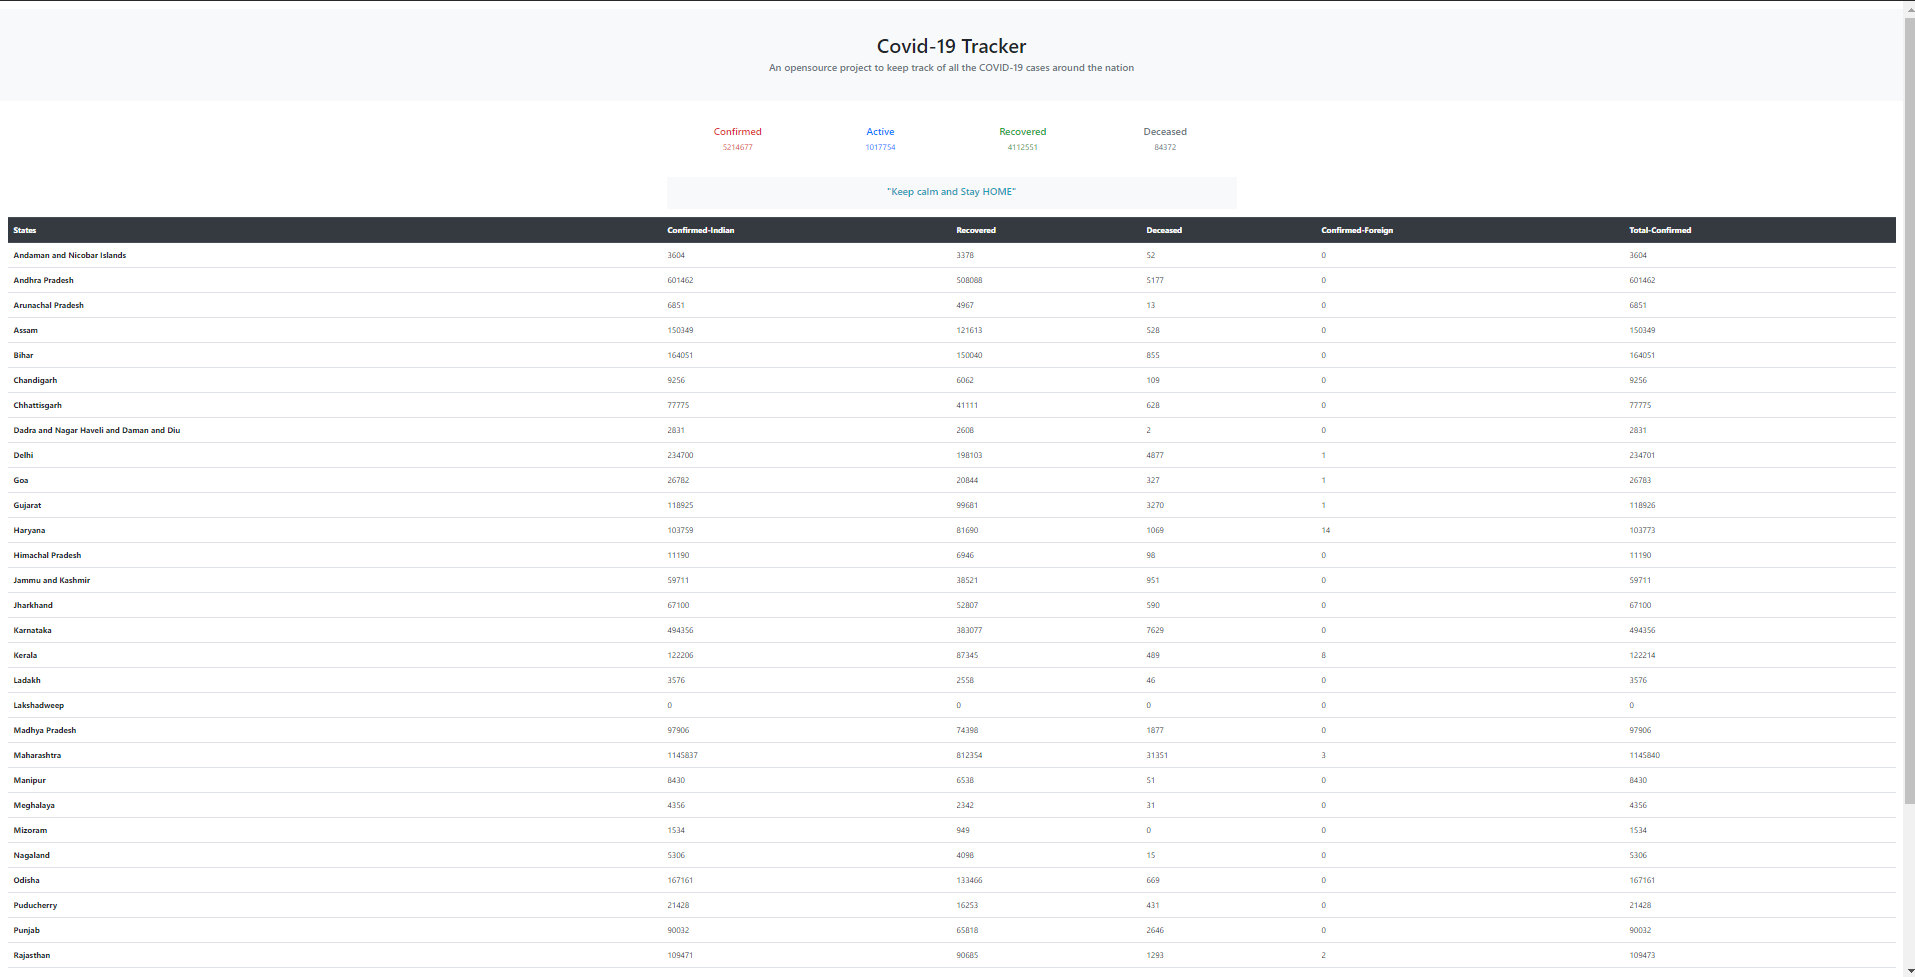 Covid-19 Tracker
An opensource project to keep track of all the COVID-19 cases around the nation
Confirmed Active Recovered Deceased
5214677 1017754 4112551 84372
"Keep calm and Stay HOME"
States Confirmed-Indian Recovered Deceased Confirmed-Foreign Total-Confirmed
Andaman and Nicobar Islands 3604 3378 52 0 3604
Andhra Pradesh 601462 508088 5177 0 601462
Arunachal Pradesh 6851 4967 13 0 6851
Assam 150349 121613 528 0 150349
Bihar 164051 150040 855 0 164051
Chandigarh 9256 6062 109 0 9256
Chhattisgarh 77775 41111 628 0 77775
Dadra and Nagar Haveli and Daman and Diu 2831 2608 2 0 2831
Delhi 234700 198103 4877 1 234701
Goa 26782 20844 327 1 26783
Gujarat 118925 99681 3270 1 118926
Haryana 103759 81690 1069 14 103773
Himachal Pradesh 11190 6946 98 0 11190
Jammu and Kashmir 59711 38521 951 0 59711
Jharkhand 67100 52807 590 0 67100
Karnataka 494356 383077 7629 0 494356
Kerala 122206 87345 489 8 122214
Ladakh 3576 2558 46 0 3576
Lakshadweep 0 0 0 0 0
Madhya Pradesh 97906 74398 1877 0 97906
Maharashtra 1145837 812354 31351 3 1145840
Manipur 8430 6538 51 0 8430
Meghalaya 4356 2342 31 0 4356
Mizoram 1534 949 0 0 1534
Nagaland 5306 4098 15 0 5306
Odisha 167161 133466 669 0 167161
Puducherry 21428 16253 431 0 21428
Punjab 90032 65818 2646 0 90032
Rajasthan 109471 90685 1293 2 109473